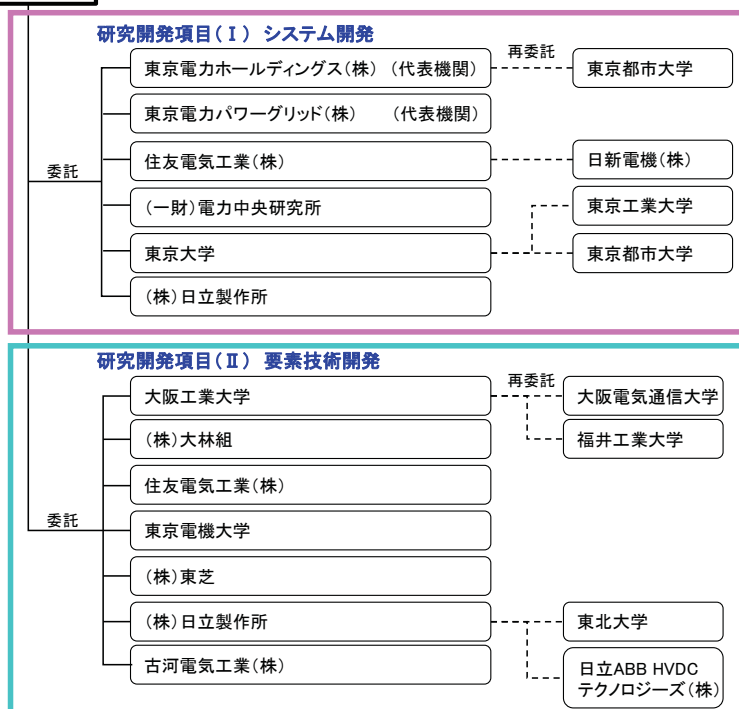 研究開発項目(Ⅰ) システム開発
再委託
東京電力ホールディングス(株) (代表機関)
東京都市大学
東京電力パワーグリッド(株) (代表機関)
委託
住友電気工業(株)
日新電機(株)
(一財)電力中央研究所
東京工業大学
東京大学
東京都市大学
(株)日立製作所
研究開発項目(Ⅱ) 要素技術開発
再委託
大阪工業大学
大阪電気通信大学
(株)大林組
福井工業大学
住友電気工業(株)
委託
東京電機大学
(株)東芝
(株)日立製作所
東北大学
古河電気工業(株)
日立ABB HVDC
テクノロジーズ(株)